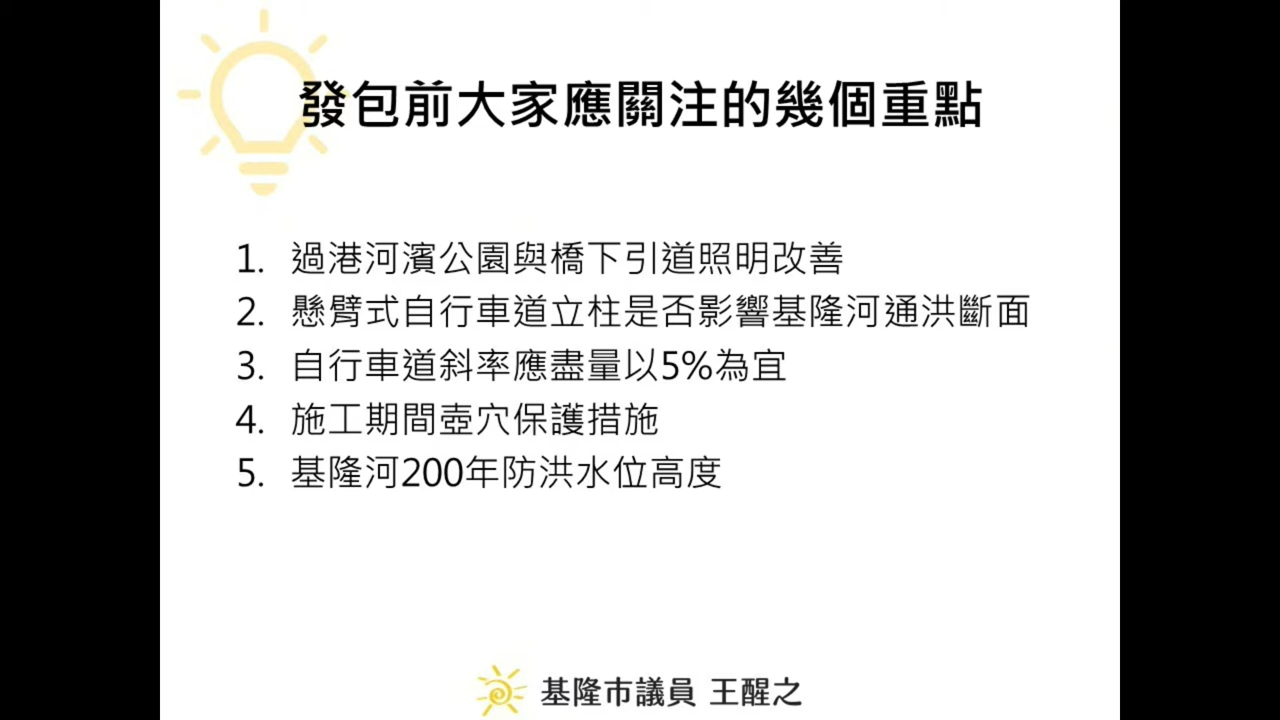 發包前大家應關注的幾個重點
1. 過港河濱公園與橋下引道照明改善
2. 懸臂式自行車道立柱是否影響基隆河通洪斷面
3. 自行車道斜率應盡量以5%為宜
4. 施工期間壺穴保護措施
5. 基隆河200年防洪水位高度
基隆市議員 王醒之